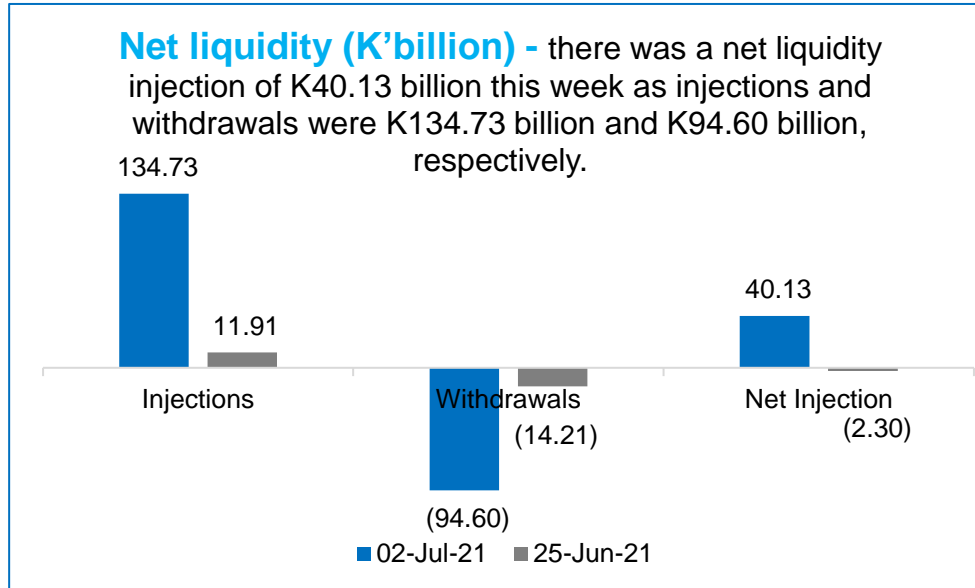 Net liquidity (K’billion) - there was a net liquidity
injection of K40.13 billion this week as injections and
withdrawals were K134.73 billion and K94.60 billion,
respectively.
134.73
11.91
40.13
Injections
Withdrawals
Net Injection
(14.21)
(2.30)
(94.60)
02-Jul-21 25-Jun-21